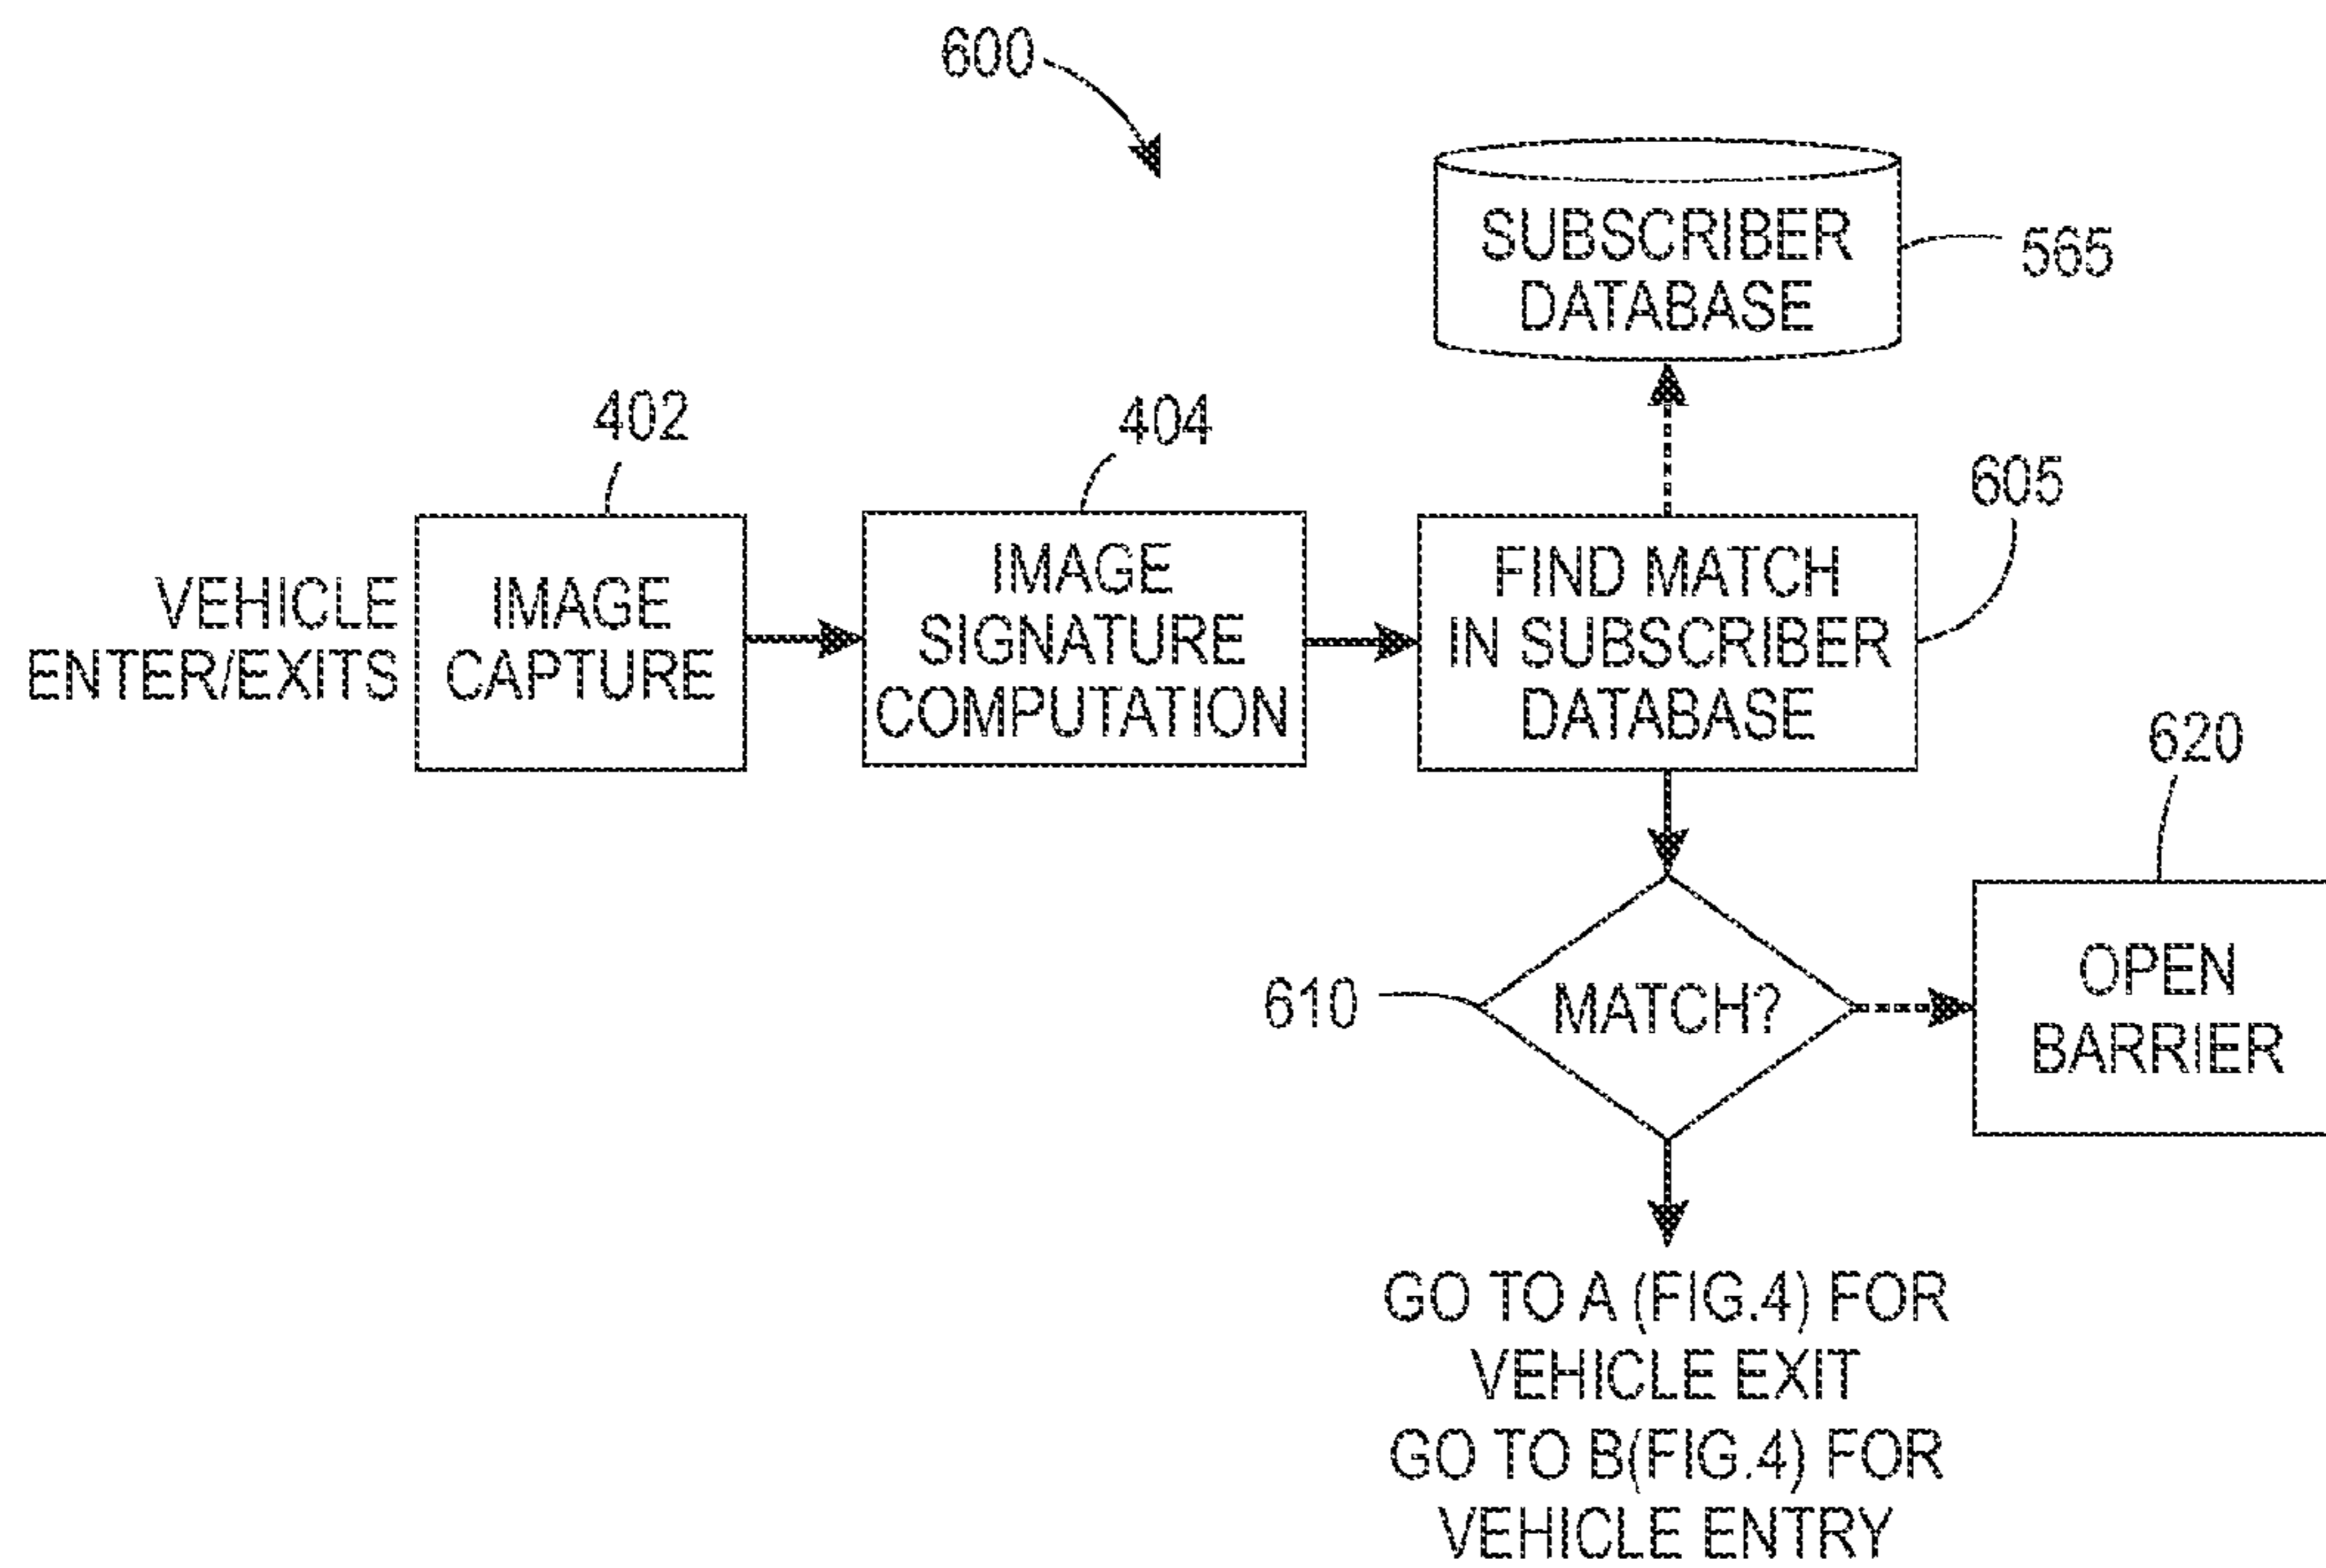 600
SUBSCRIBER
DATABASE
565
402
404
605
VEHICLE
ENTER/EXITS
IMAGE
CAPTURE
IMAGE
SIGNATURE
COMPUTATION
FIND MATCH
IN SUBSCRIBER
DATABASE
620
610
MATCH?
OPEN
BARRIER
GO TO A (FIG.4) FOR
VEHICLE EXIT
GO TO B(FIG.4) FOR
VEHICLE ENTRY